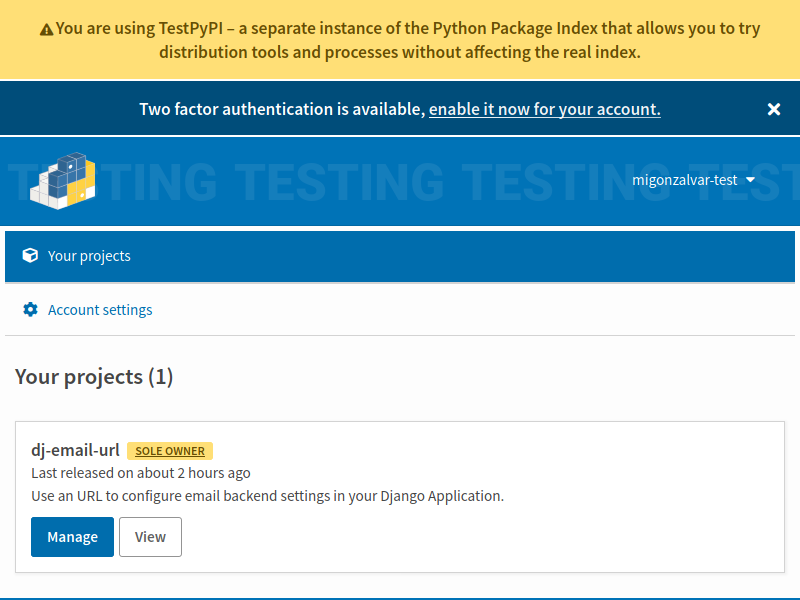 You are using TestPyPI – a separate instance of the Python Package Index that allows you to try
distribution tools and processes without affecting the real index.
Two factor authentication is available, enable it now for your account.
TESTING TESTING TESTING TEST
migonzalvar-test
Your projects
Account settings
Your projects (1)
dj-email-url SOLE OWNER
Last released on about 2 hours ago
Use an URL to configure email backend settings in your Django Application.
Manage View